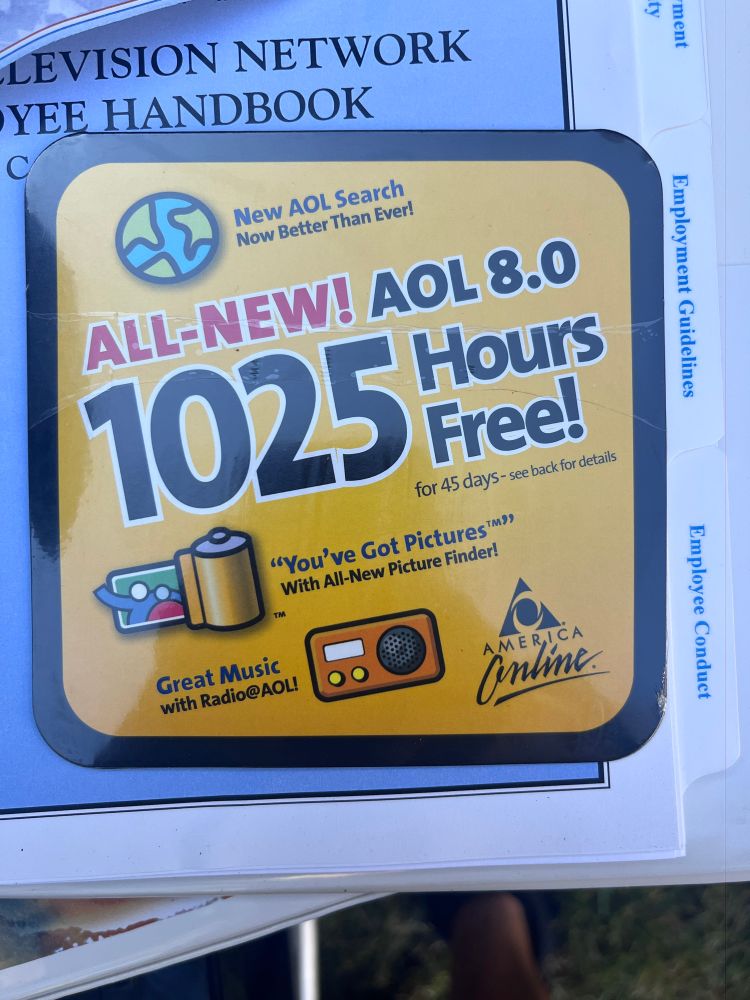 TELEVISION NETWORK
EMPLOYEE HANDBOOK
New AOL Search
Now Better Than Ever!
ALL-NEW! AOL 8.0
1025 Hours
Free!
for 45 days - see back for details
“You’ve Got Pictures™”
With All-New Picture Finder!
TM
Great Music
with Radio@AOL!
AMERICA
Online.
Employment Guidelines
Employee Conduct